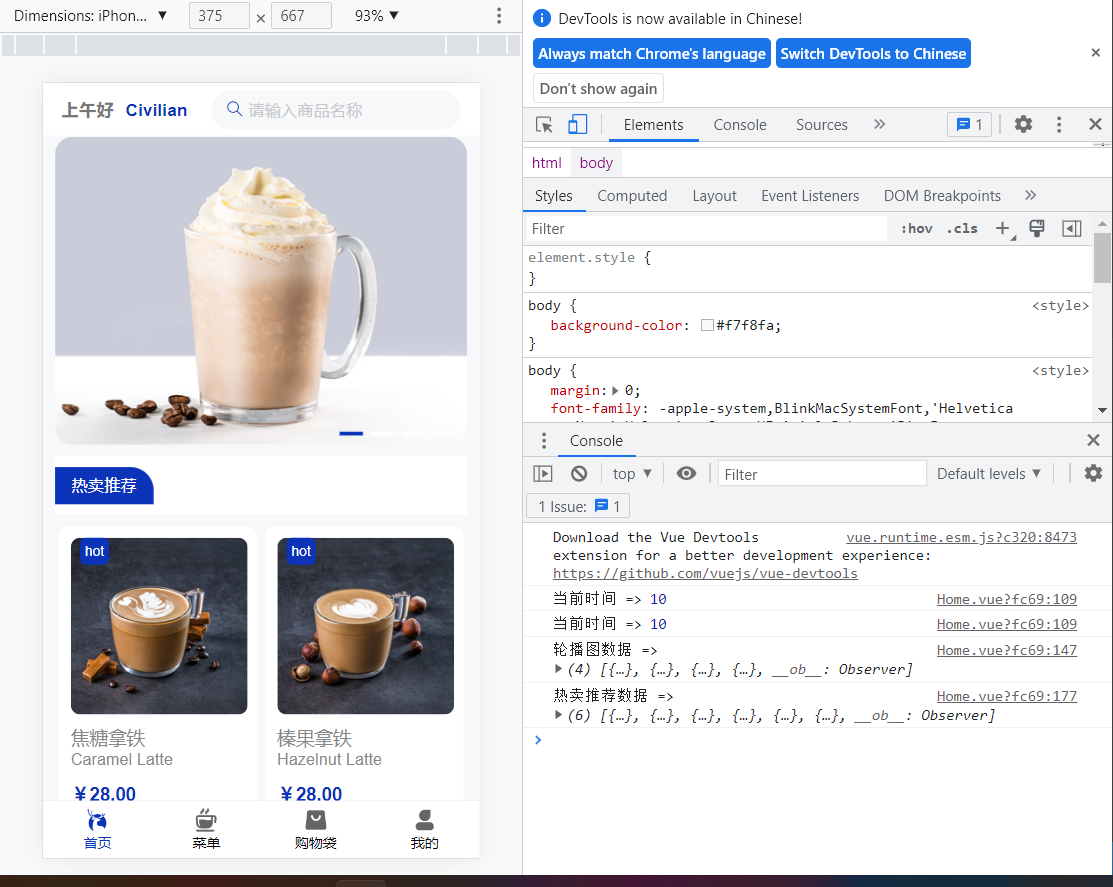 Dimensions: iPhon... ▼ 375 × 667 93% ▼
上午好 Civilian 请输入商品名称
热卖推荐
hot
hot
焦糖拿铁
Caramel Latte
￥28.00
榛果拿铁
Hazelnut Latte
￥28.00
首页 菜单 购物袋 我的
DevTools is now available in Chinese!
Always match Chrome's language Switch DevTools to Chinese
Don't show again
Elements Console Sources 1
html body
Styles Computed Layout Event Listeners DOM Breakpoints
Filter :hov .cls
element.style {
}
body { <style>
background-color: #f7f8fa;
}
body { <style>
margin: 0;
font-family: -apple-system,BlinkMacSystemFont,'Helvetica
Console
top ▼ Filter Default levels ▼
1 Issue: 1
Download the Vue Devtools vue.runtime.esm.js?c320:8473
extension for a better development experience:
https://github.com/vuejs/vue-devtools
当前时间 => 10 Home.vue?fc69:109
当前时间 => 10 Home.vue?fc69:109
轮播图数据 => Home.vue?fc69:147
(4) [{…}, {…}, {…}, {…}, __ob__: Observer]
热卖推荐数据 => Home.vue?fc69:177
(6) [{…}, {…}, {…}, {…}, {…}, {…}, __ob__: Observer]